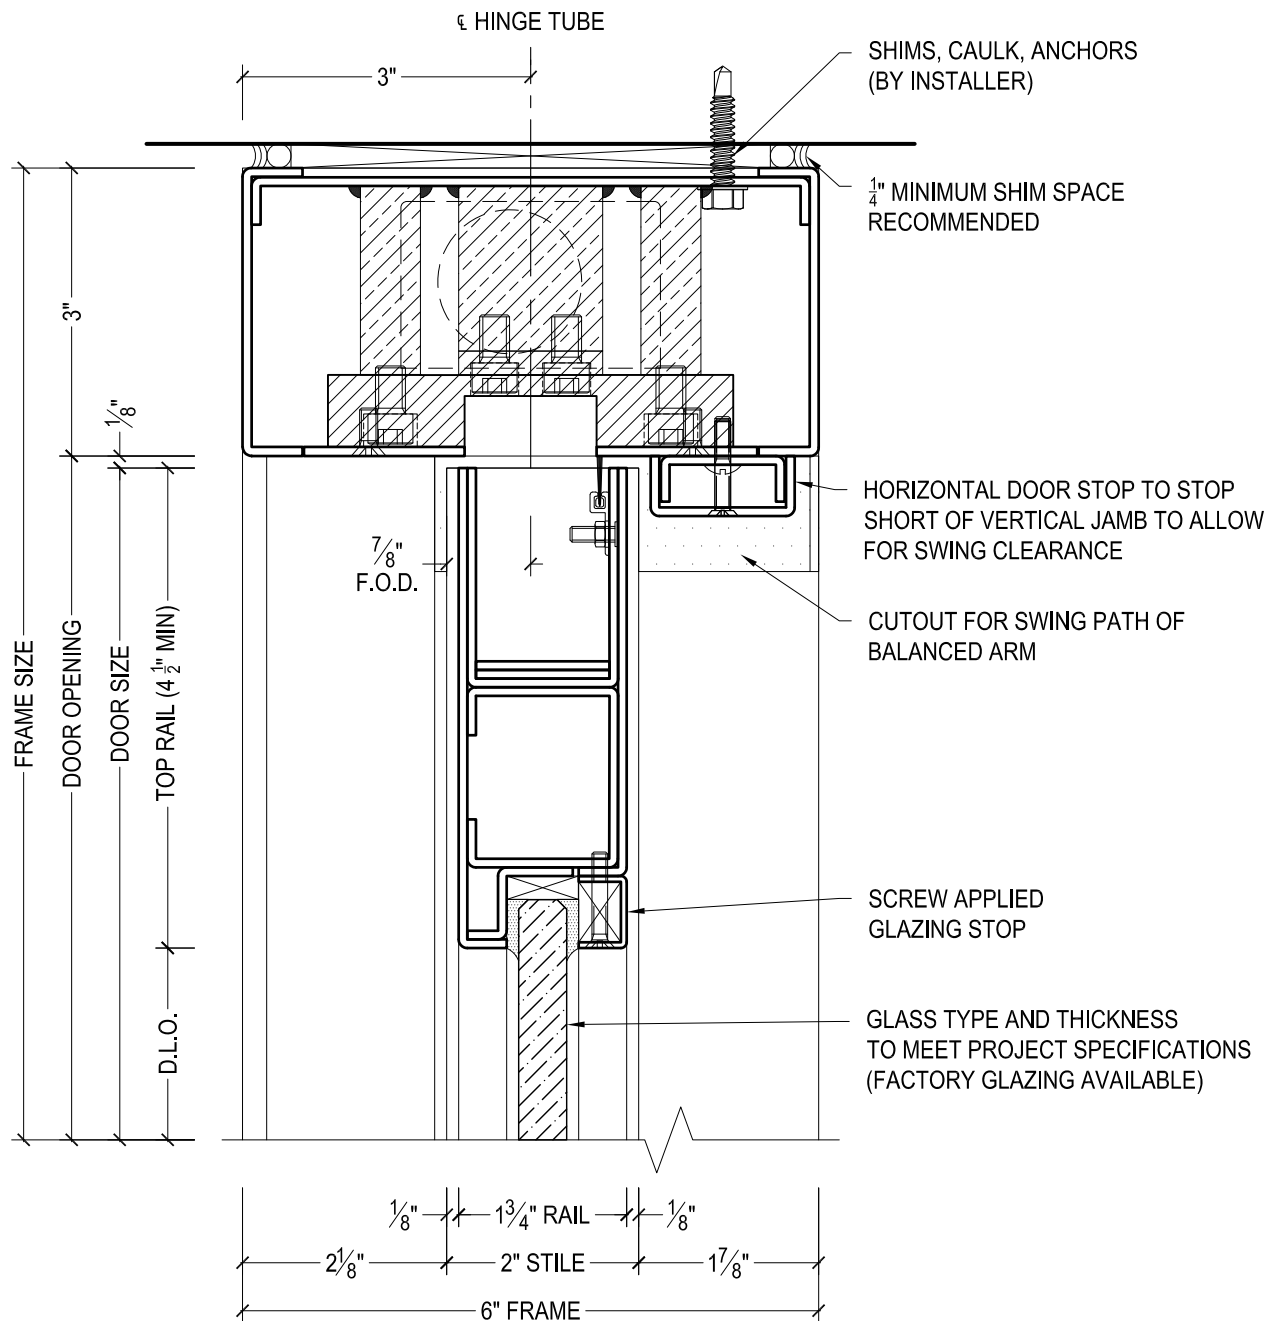 ℄ HINGE TUBE
3"
SHIMS, CAULK, ANCHORS
(BY INSTALLER)
1/4" MINIMUM SHIM SPACE
RECOMMENDED
3"
1/8"
HORIZONTAL DOOR STOP TO STOP
SHORT OF VERTICAL JAMB TO ALLOW
FOR SWING CLEARANCE
7/8"
F.O.D.
CUTOUT FOR SWING PATH OF
BALANCED ARM
FRAME SIZE
DOOR OPENING
DOOR SIZE
TOP RAIL (4 1/2" MIN)
SCREW APPLIED
GLAZING STOP
D.L.O.
GLASS TYPE AND THICKNESS
TO MEET PROJECT SPECIFICATIONS
(FACTORY GLAZING AVAILABLE)
1/8" 1 3/4" RAIL 1/8"
2 1/8" 2" STILE 1 7/8"
6" FRAME